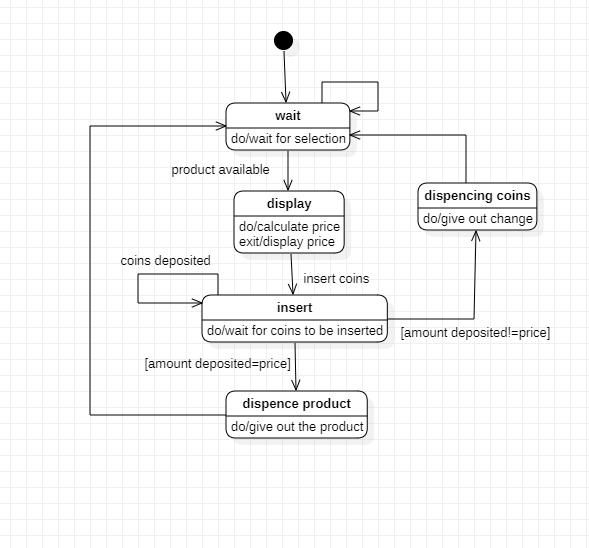 wait
do/wait for selection
product available
dispencing coins
do/give out change
display
do/calculate price
exit/display price
coins deposited
insert coins
insert
do/wait for coins to be inserted
[amount deposited!=price]
[amount deposited=price]
dispence product
do/give out the product